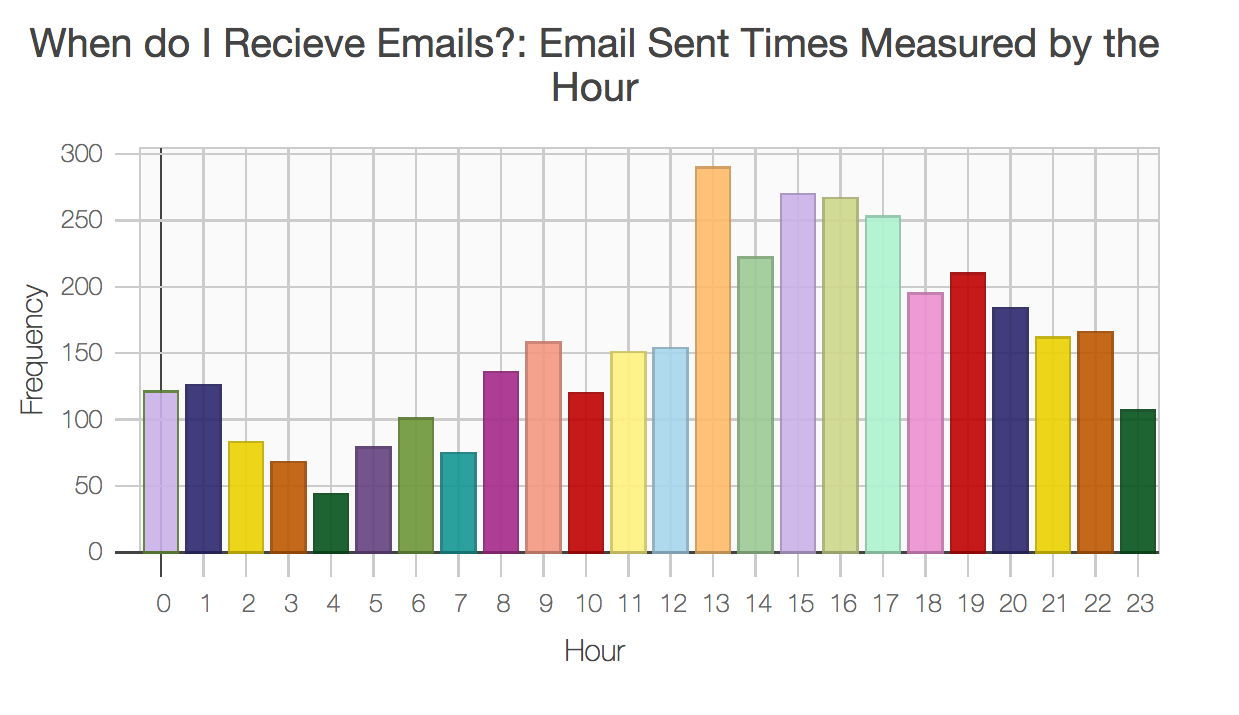 When do I Recieve Emails?: Email Sent Times Measured by the
Hour
300
250
200
150
100
50
0
Frequency
0 1 2 3 4 5 6 7 8 9 10 11 12 13 14 15 16 17 18 19 20 21 22 23
Hour